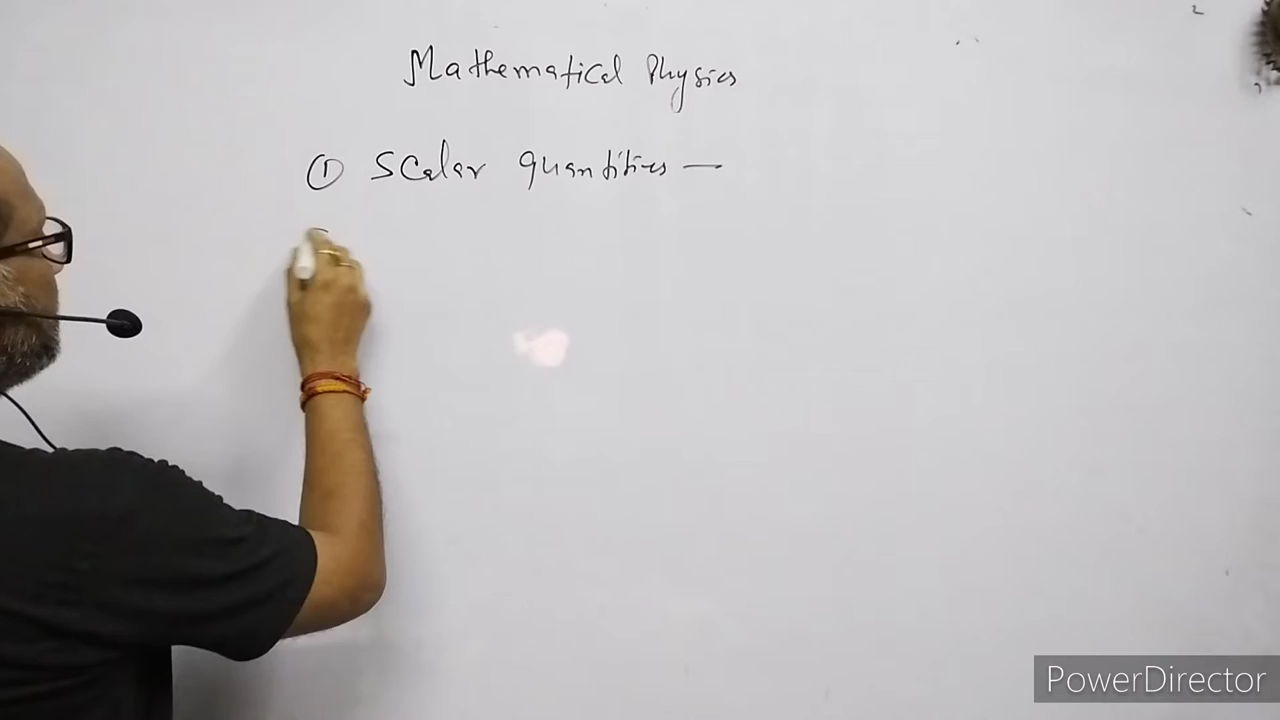 Mathematical Physics
① Scalar quantities —
PowerDirector